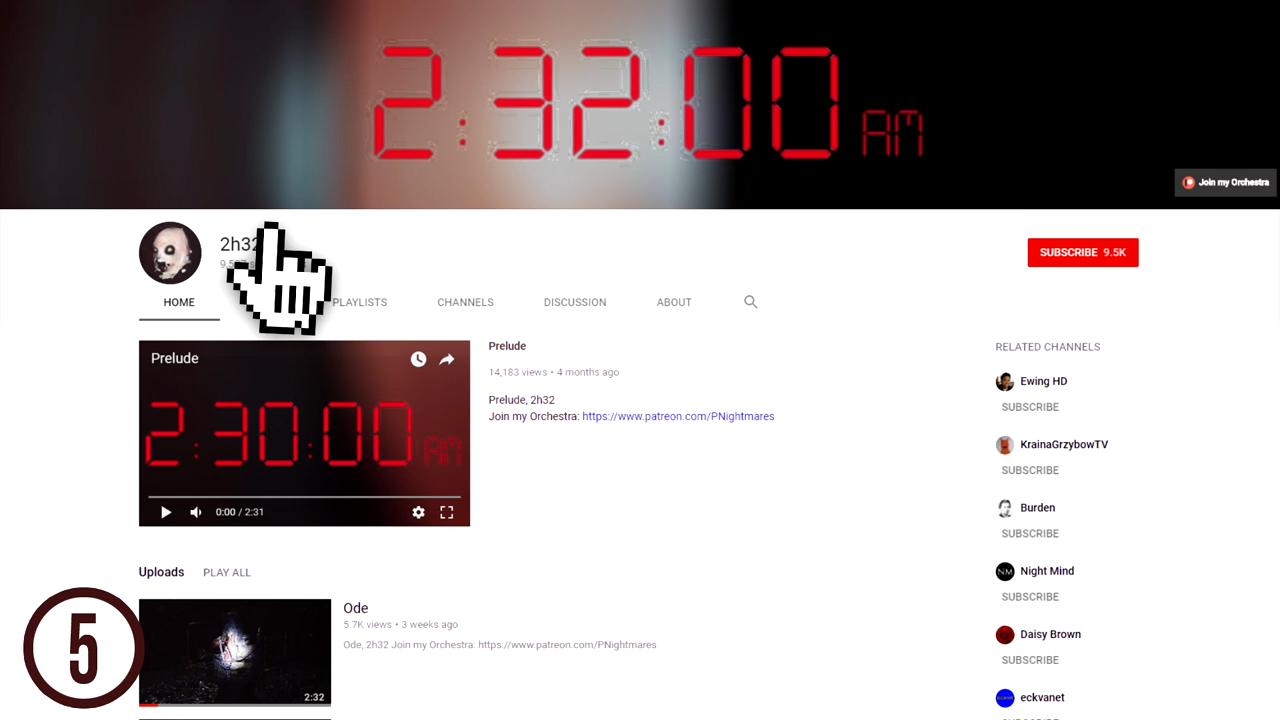 2:32:00 AM
Join my Orchestra
2h32
SUBSCRIBE 9.5K
HOME
PLAYLISTS
CHANNELS
DISCUSSION
ABOUT
Prelude
2:30:00 AM
0:00 / 2:31
Prelude
14,183 views • 4 months ago
Prelude, 2h32
Join my Orchestra: https://www.patreon.com/PNightmares
RELATED CHANNELS
Ewing HD
SUBSCRIBE
KrainaGrzybowTV
SUBSCRIBE
Burden
SUBSCRIBE
NM
Night Mind
SUBSCRIBE
Daisy Brown
SUBSCRIBE
eckvanet
Uploads PLAY ALL
5
2:32
Ode
5.7K views • 3 weeks ago
Ode, 2h32 Join my Orchestra: https://www.patreon.com/PNightmares